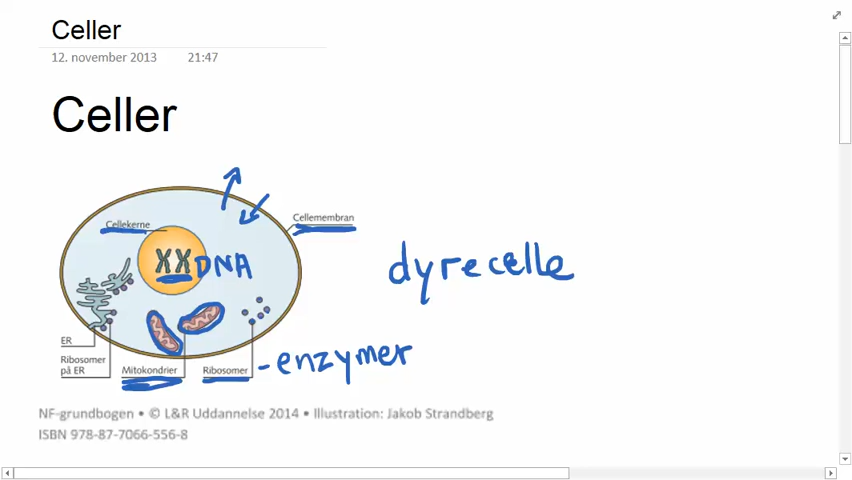 Celler
12. november 2013 21:47
Celler
Cellekerne
Cellemembran
XX DNA
dyrecelle
ER
Ribosomer
på ER
Mitokondrier
Ribosomer
- enzymer
NF-grundbogen • © L&R Uddannelse 2014 • Illustration: Jakob Strandberg
ISBN 978-87-7066-556-8